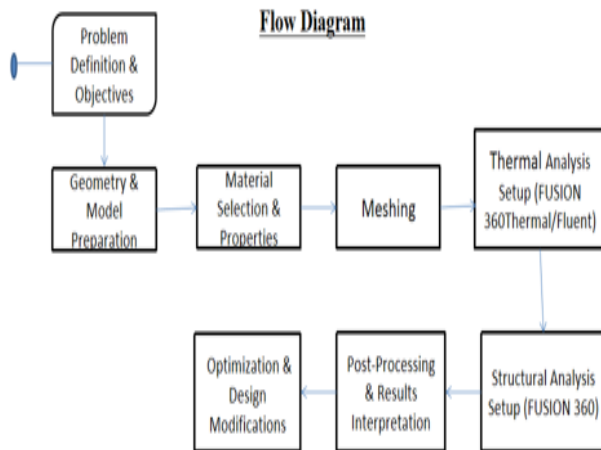 Flow Diagram
Problem
Definition &
Objectives
Geometry &
Model
Preparation
Material
Selection &
Properties
Meshing
Thermal Analysis
Setup (FUSION
360Thermal/Fluent)
Structural Analysis
Setup (FUSION 360)
Post-Processing
& Results
Interpretation
Optimization &
Design
Modifications